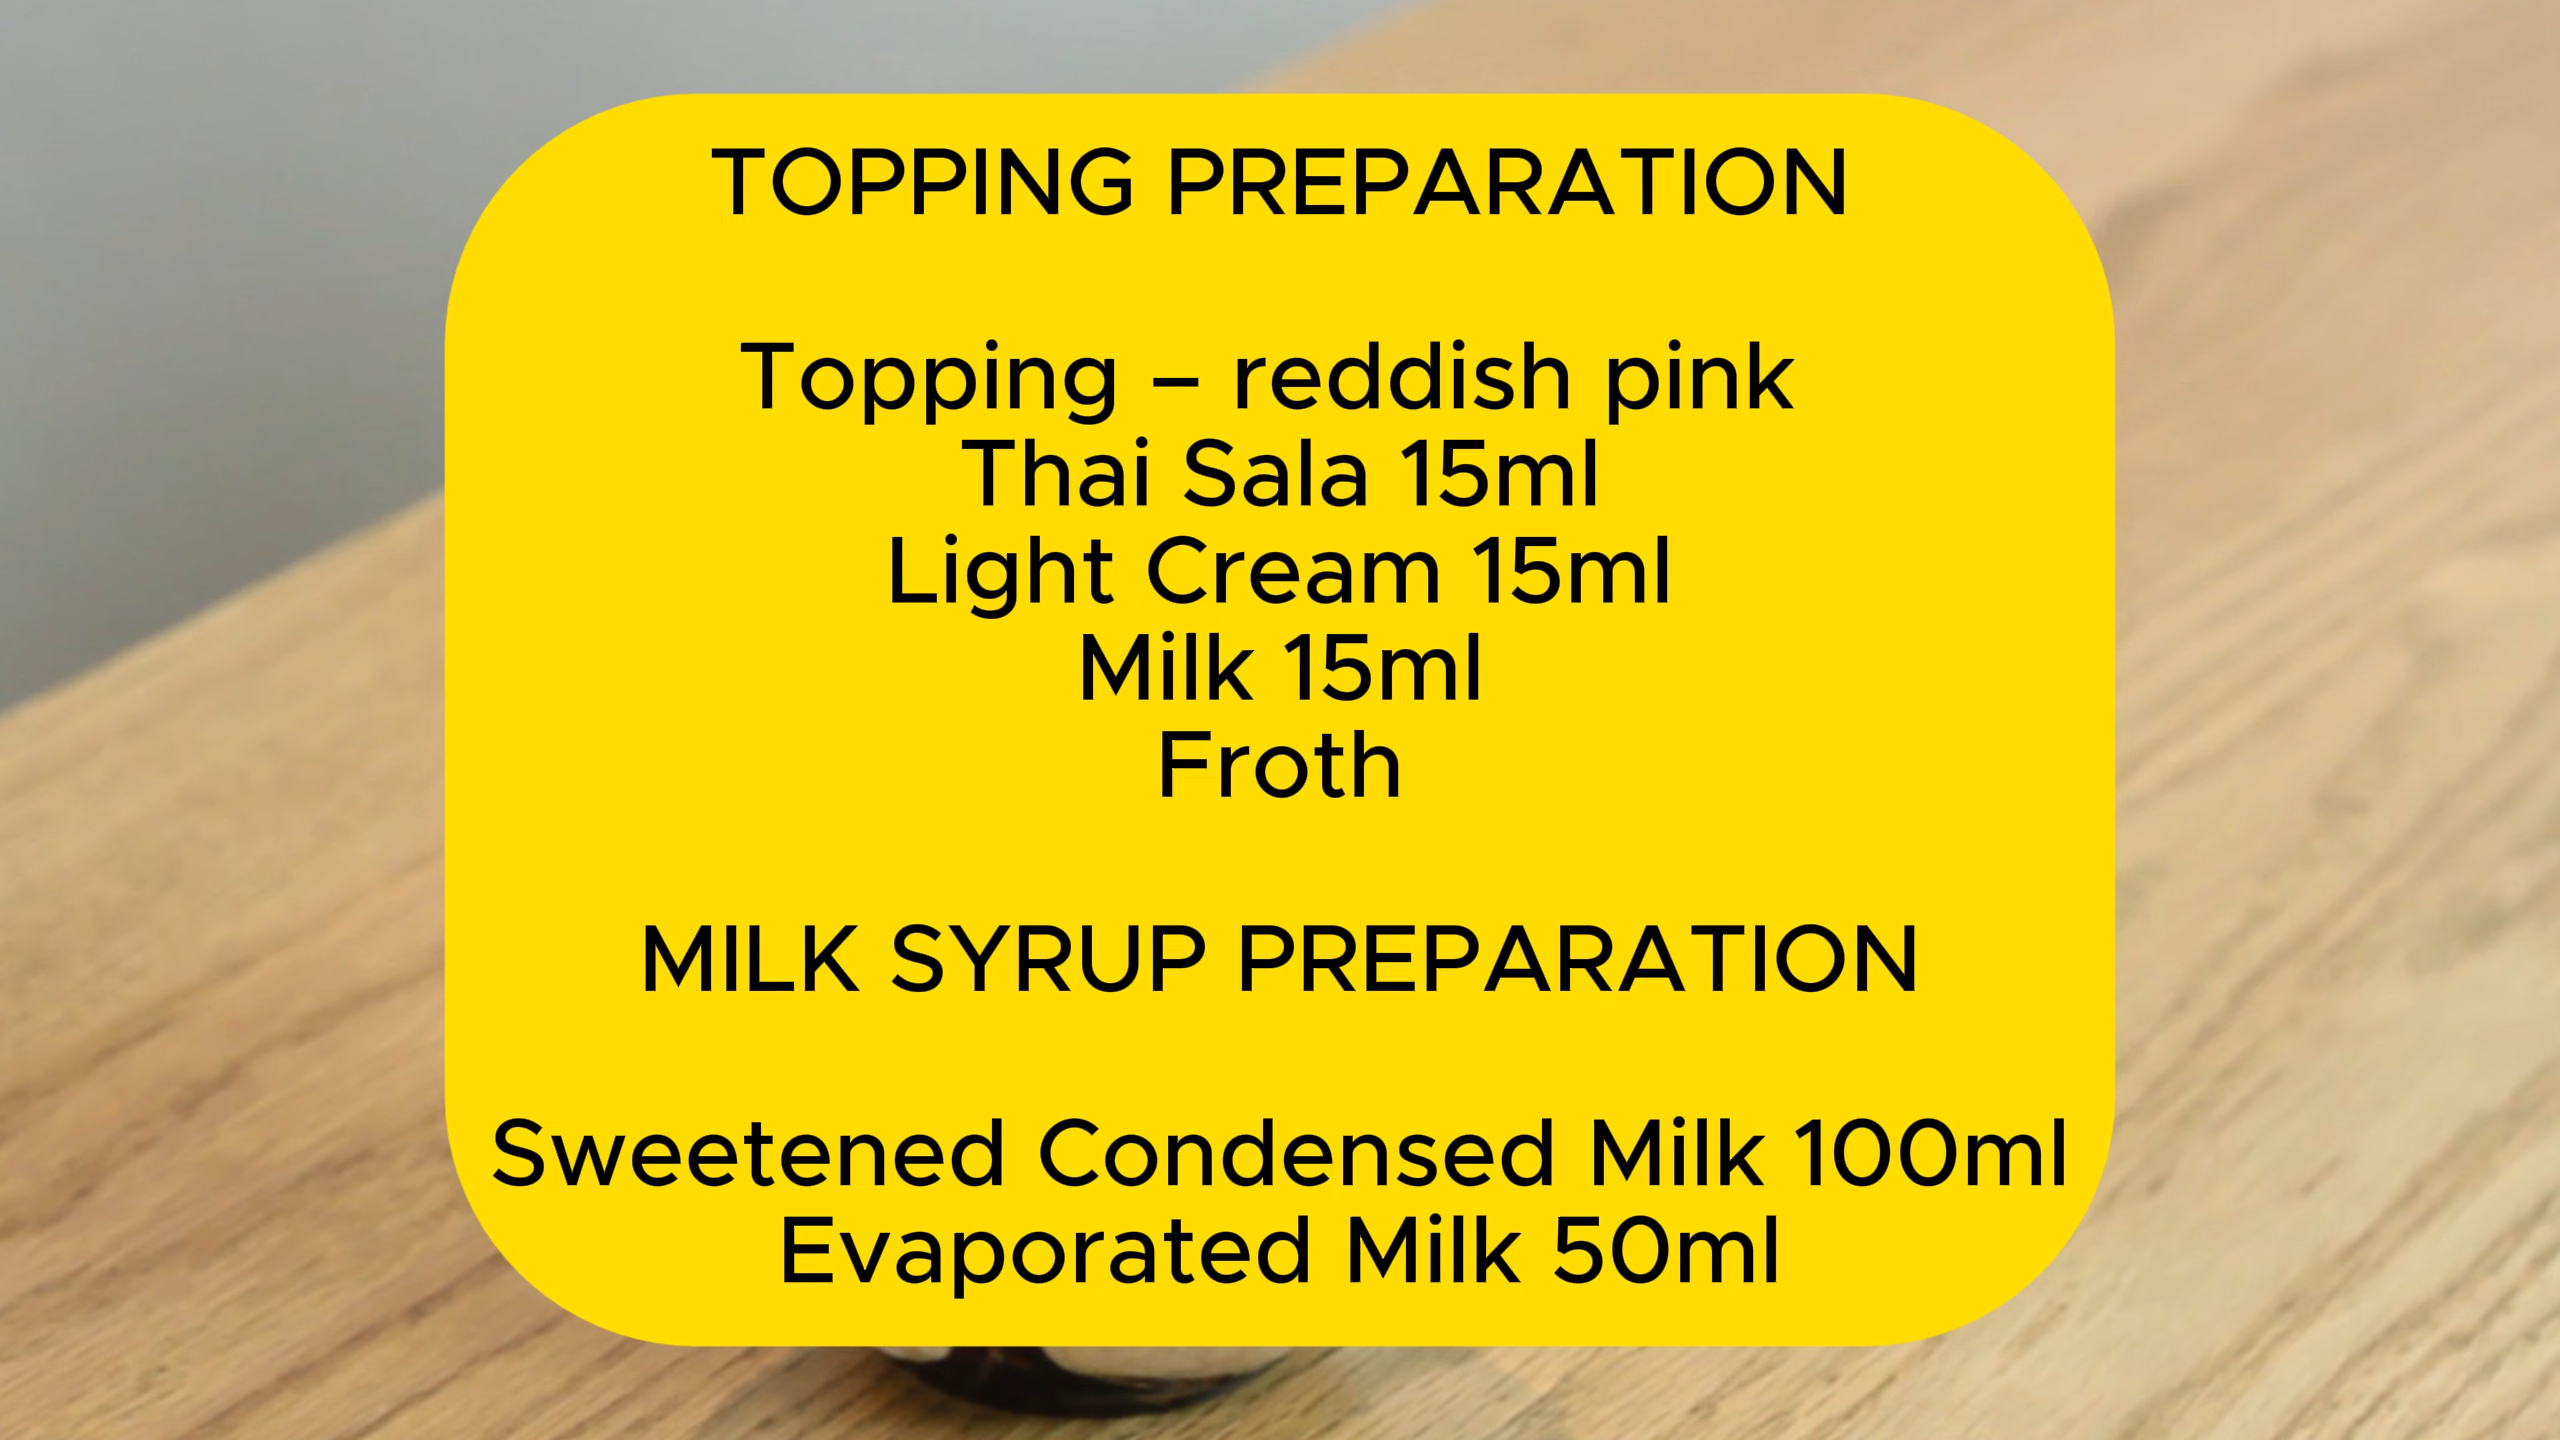 TOPPING PREPARATION
Topping – reddish pink
Thai Sala 15ml
Light Cream 15ml
Milk 15ml
Froth
MILK SYRUP PREPARATION
Sweetened Condensed Milk 100ml
Evaporated Milk 50ml